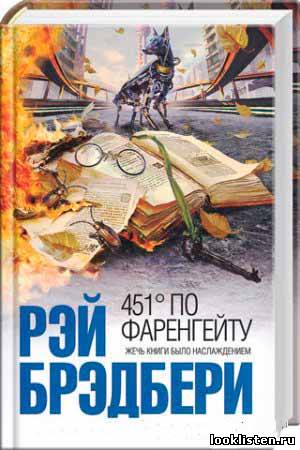 451° ПО
ФАРЕНГЕЙТУ
ЖЕЧЬ КНИГИ БЫЛО НАСЛАЖДЕНИЕМ
РЭЙ
БРЭДБЕРИ
looklisten.ru